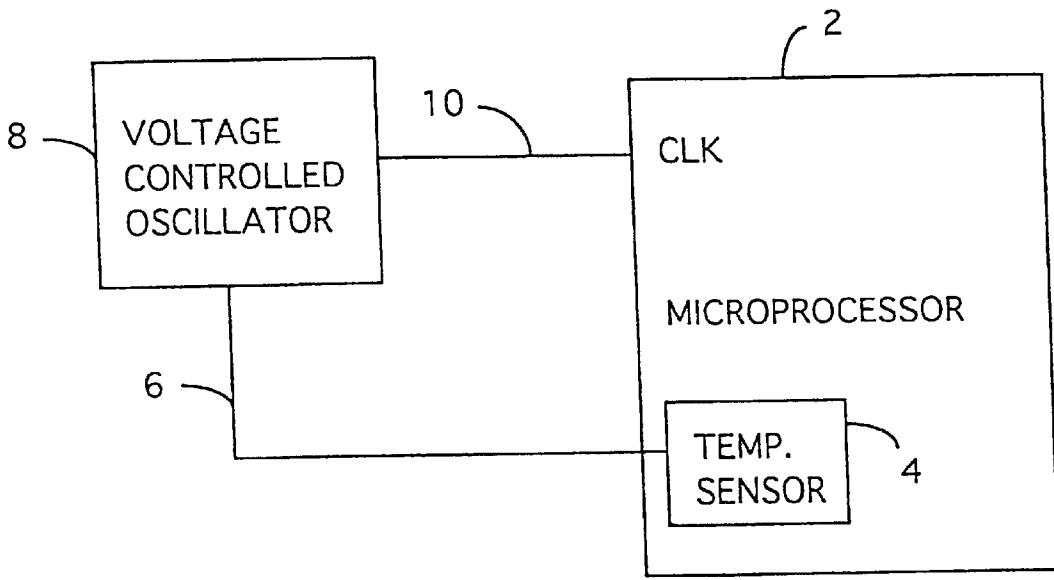 2
8
VOLTAGE
CONTROLLED
OSCILLATOR
10
CLK
MICROPROCESSOR
6
TEMP.
SENSOR
4